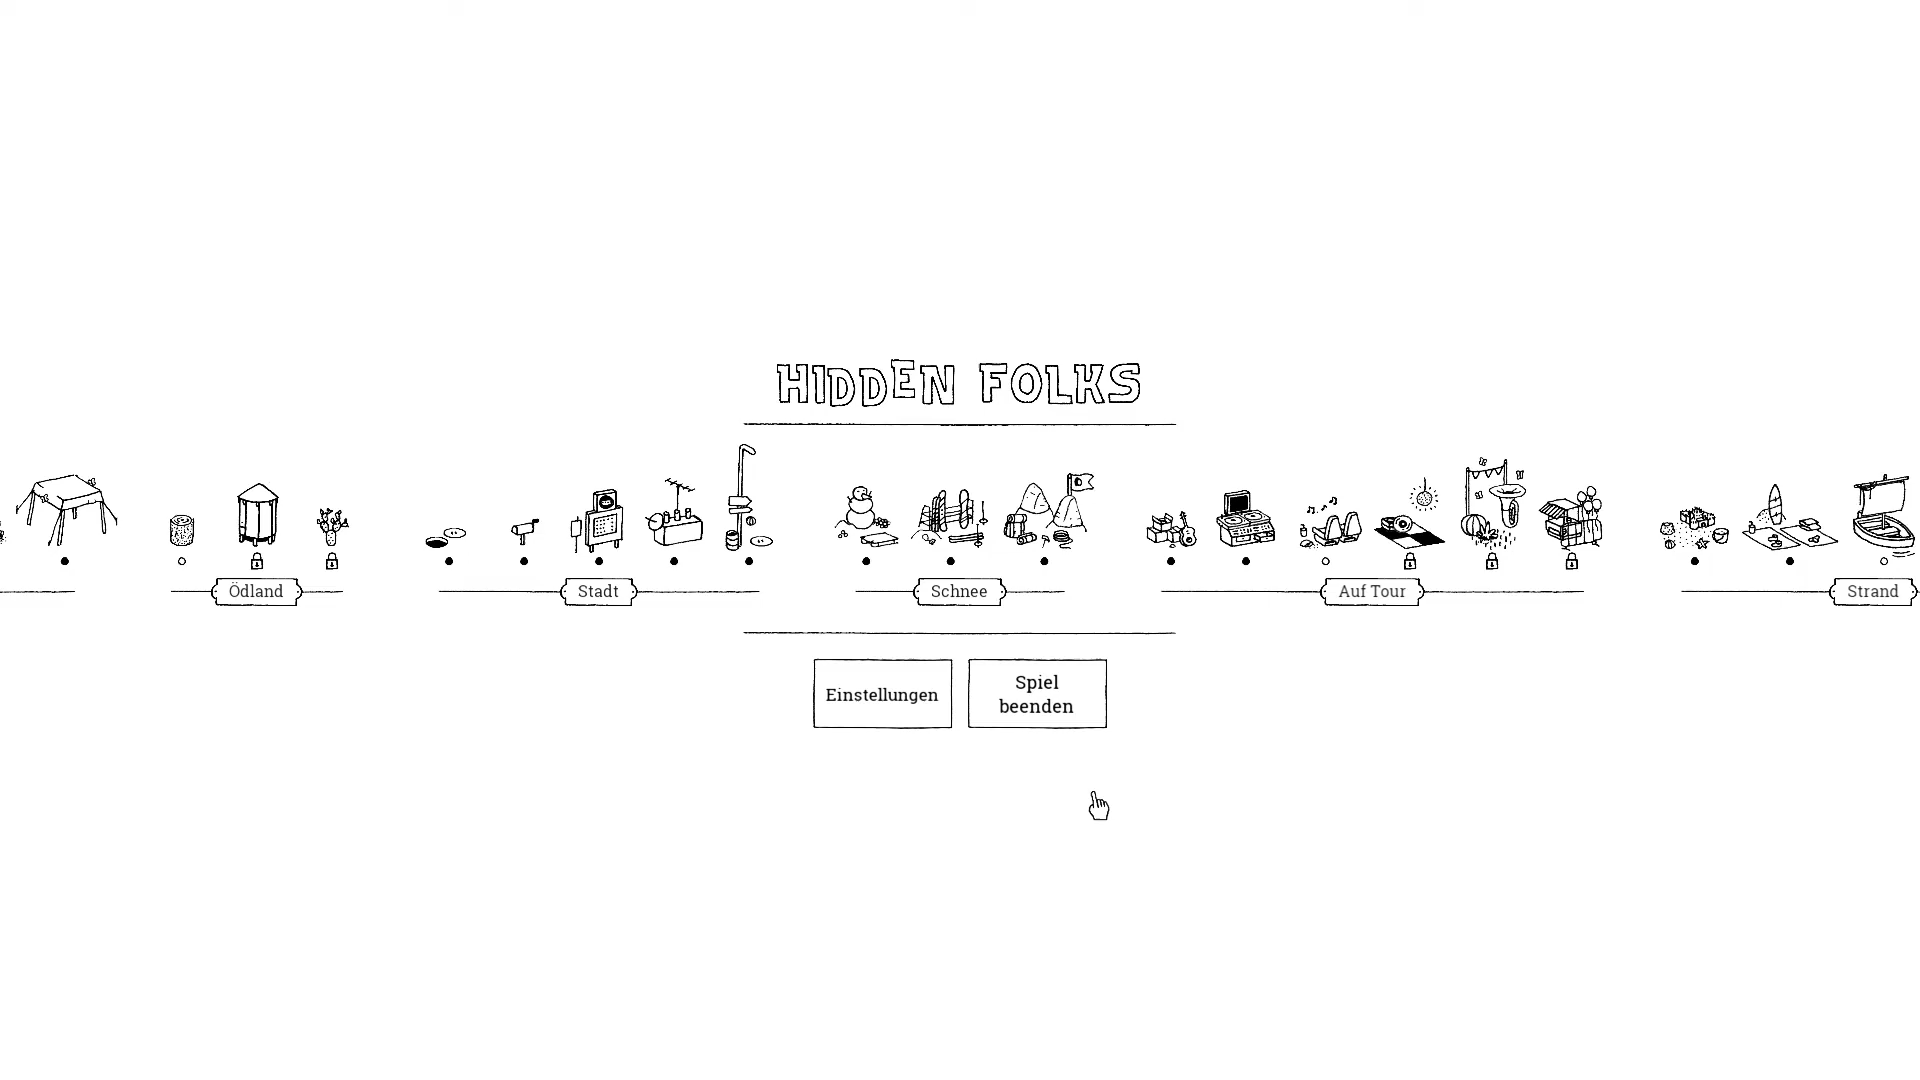 HIDDEN FOLKS
Ödland
Stadt
Schnee
Auf Tour
Strand
Einstellungen
Spiel
beenden